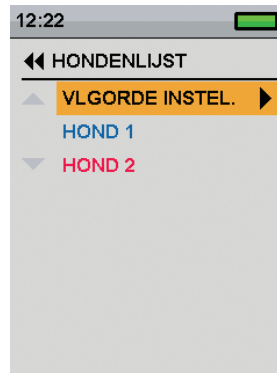 12:22
HONDENLIJST
VLGORDE INSTEL.
HOND 1
HOND 2